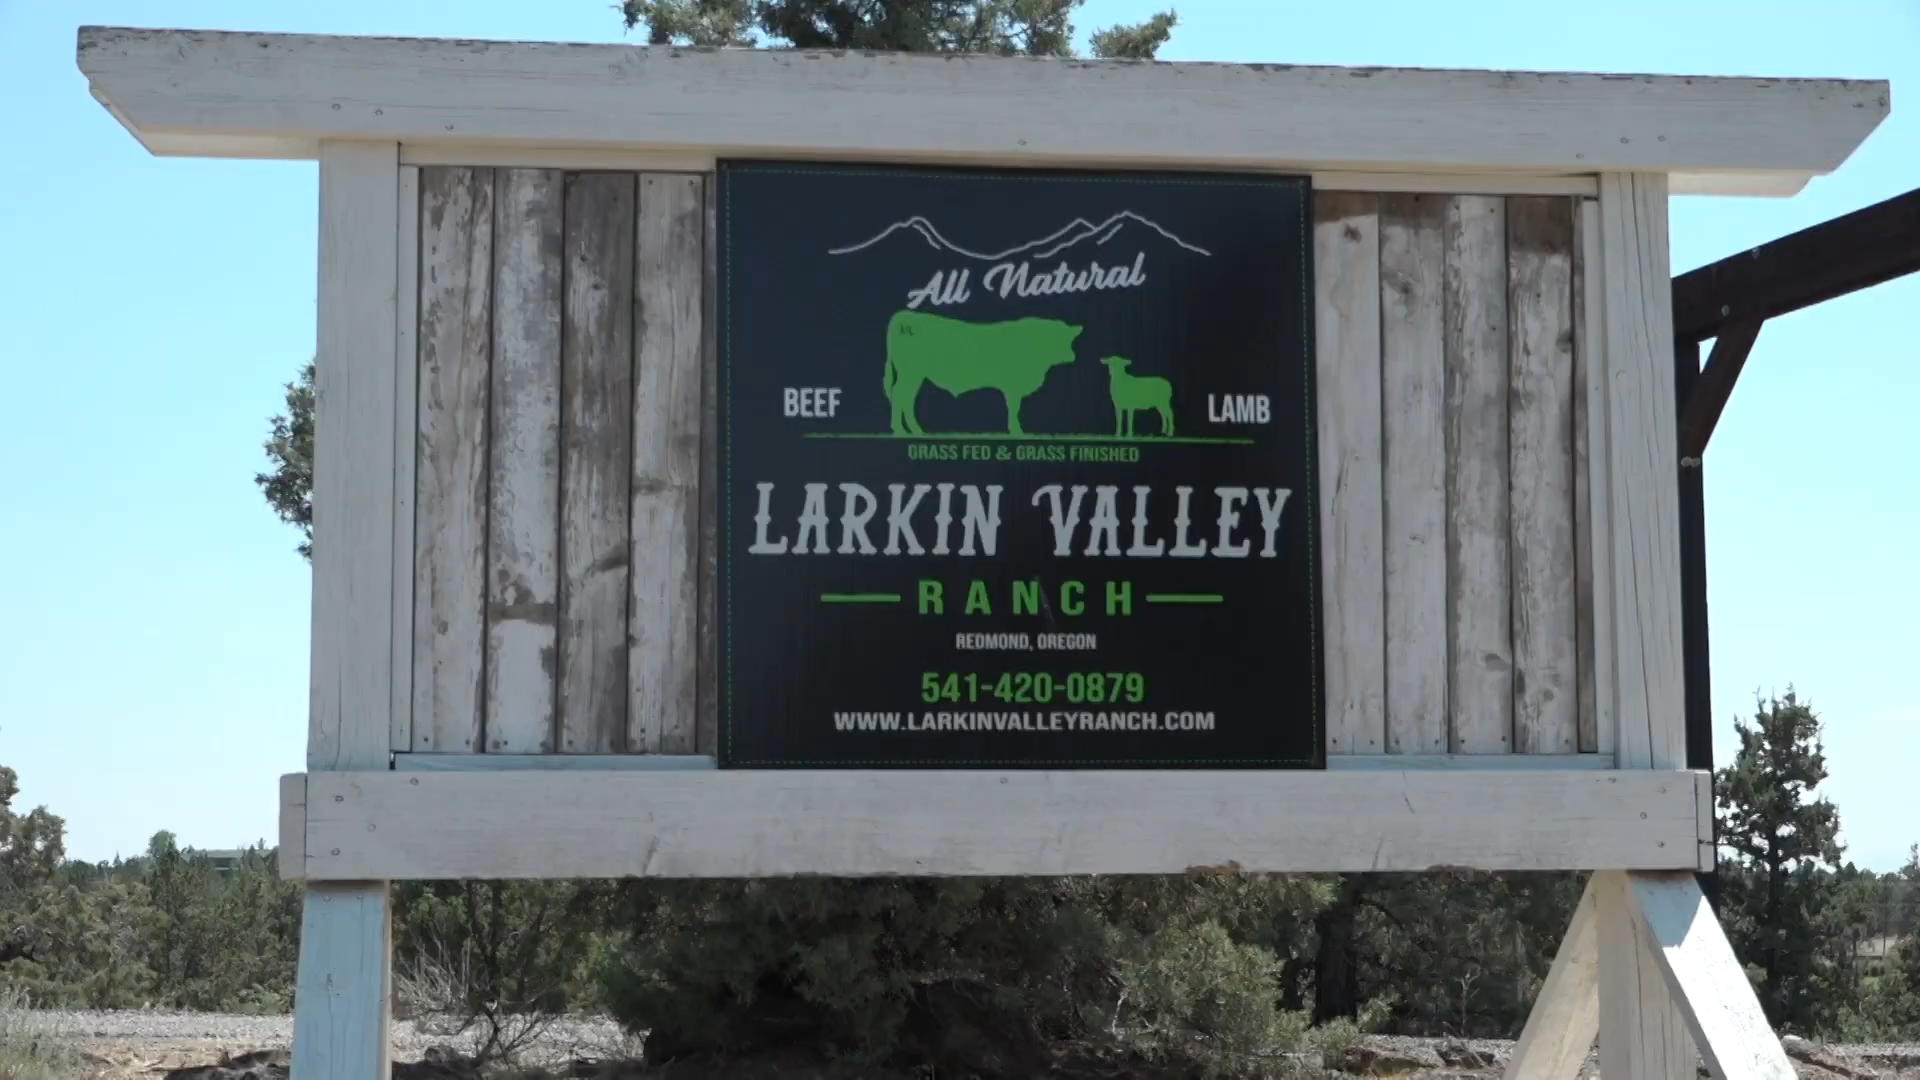 All Natural
BEEF
LAMB
GRASS FED & GRASS FINISHED
LARKIN VALLEY
RANCH
REDMOND, OREGON
541-420-0879
WWW.LARKINVALLEYRANCH.COM